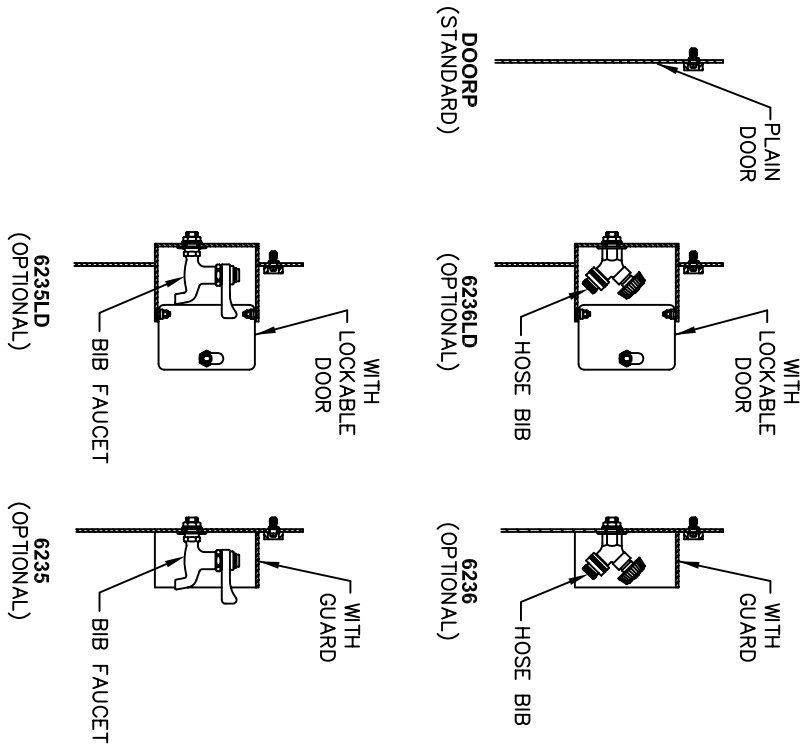 PLAIN
DOOR
DOORP
(STANDARD)
WITH
LOCKABLE
DOOR
HOSE BIB
6236LD
(OPTIONAL)
WITH
GUARD
HOSE BIB
6236
(OPTIONAL)
WITH
LOCKABLE
DOOR
BIB FAUCET
6235LD
(OPTIONAL)
WITH
GUARD
BIB FAUCET
6235
(OPTIONAL)